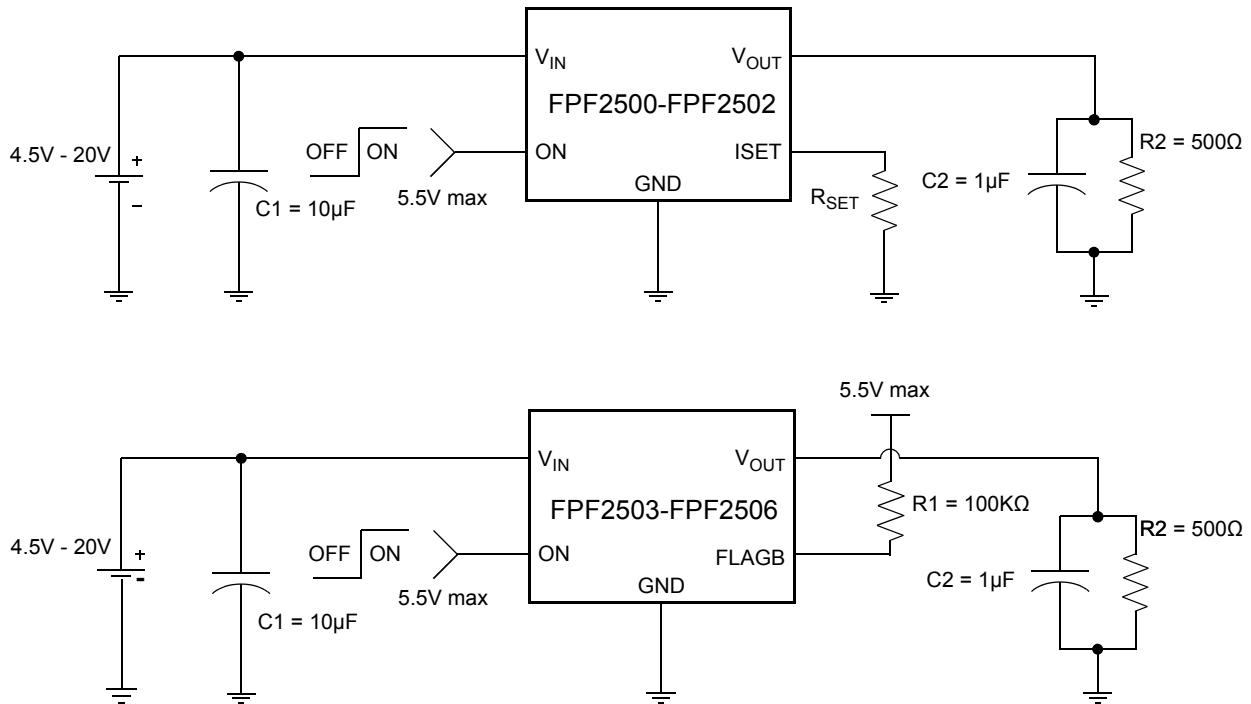 V_IN
V_OUT
FPF2500-FPF2502
4.5V - 20V
+
−
OFF
ON
5.5V max
ON
ISET
GND
C1 = 10µF
R_SET
C2 = 1µF
R2 = 500Ω
5.5V max
V_IN
V_OUT
FPF2503-FPF2506
R1 = 100KΩ
4.5V - 20V
+
-
OFF
ON
5.5V max
ON
FLAGB
GND
C1 = 10µF
C2 = 1µF
R2 = 500Ω